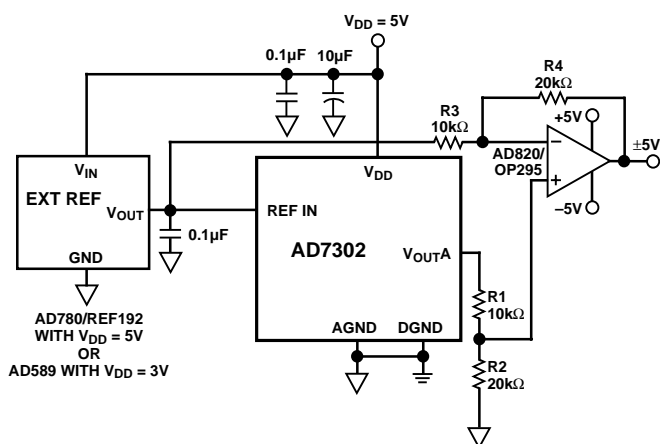 V_DD = 5V
0.1µF
10µF
R4
20kΩ
R3
10kΩ
+5V
±5V
AD820/
OP295
−
+
−5V
V_IN
EXT REF
V_OUT
GND
0.1µF
V_DD
REF IN
AD7302
V_OUTA
AGND
DGND
R1
10kΩ
R2
20kΩ
AD780/REF192
WITH V_DD = 5V
OR
AD589 WITH V_DD = 3V